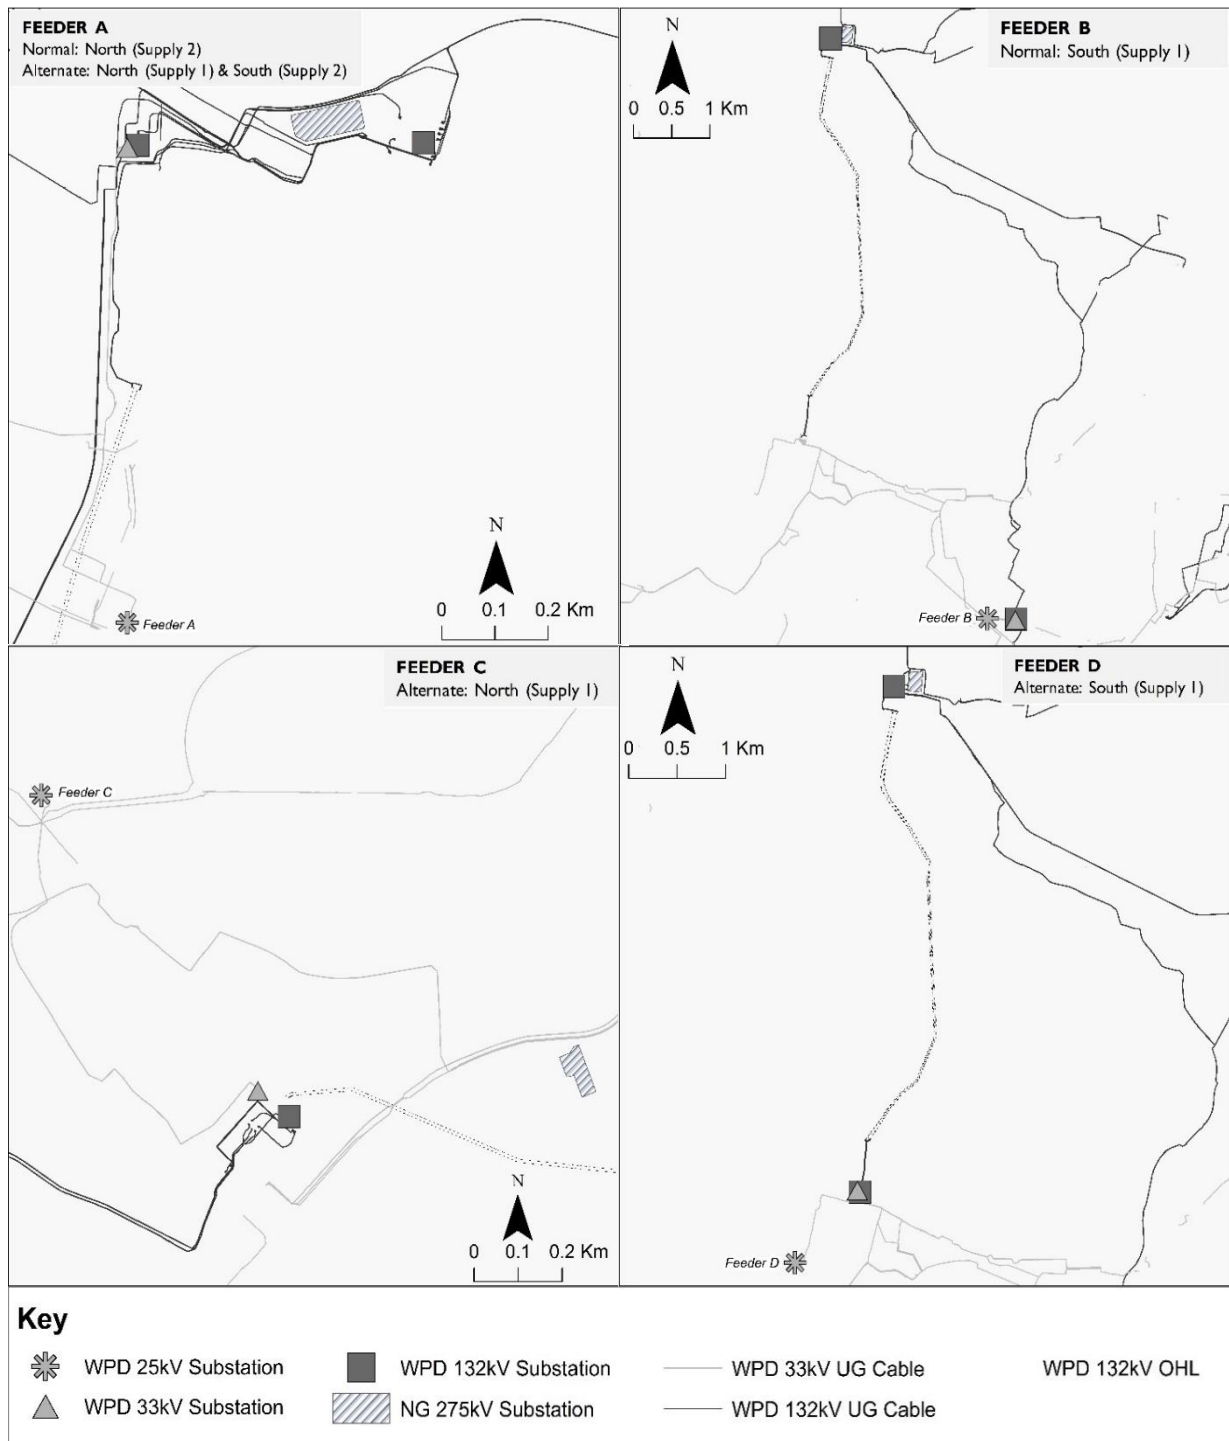 FEEDER A
Normal: North (Supply 2)
Alternate: North (Supply 1) & South (Supply 2)
N
0 0.1 0.2 Km
Feeder A
FEEDER B
Normal: South (Supply 1)
N
0 0.5 1 Km
Feeder B
FEEDER C
Alternate: North (Supply 1)
Feeder C
N
0 0.1 0.2 Km
FEEDER D
Alternate: South (Supply 1)
N
0 0.5 1 Km
Feeder D
Key
WPD 25kV Substation
WPD 132kV Substation
WPD 33kV UG Cable
WPD 132kV OHL
WPD 33kV Substation
NG 275kV Substation
WPD 132kV UG Cable